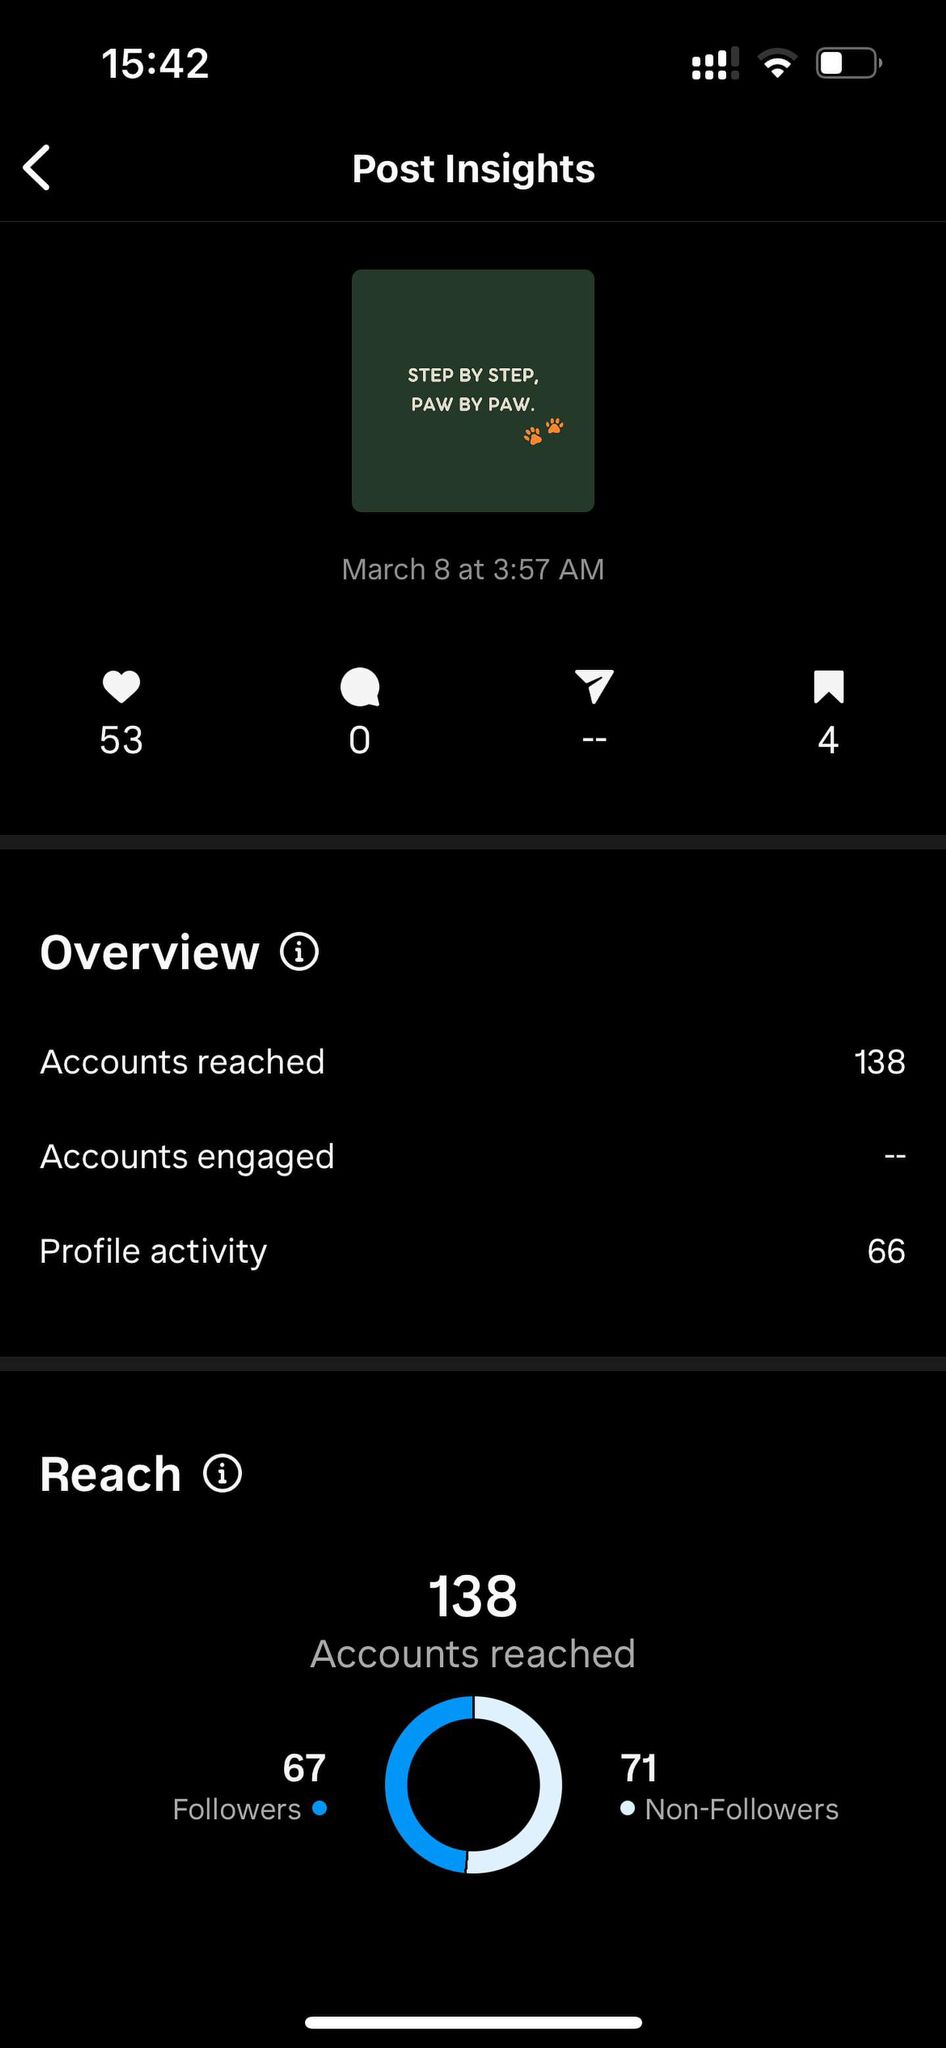 15:42
Post Insights
STEP BY STEP,
PAW BY PAW.
March 8 at 3:57 AM
53 0 -- 4
Overview
Accounts reached 138
Accounts engaged --
Profile activity 66
Reach
138
Accounts reached
67 71
Followers Non-Followers